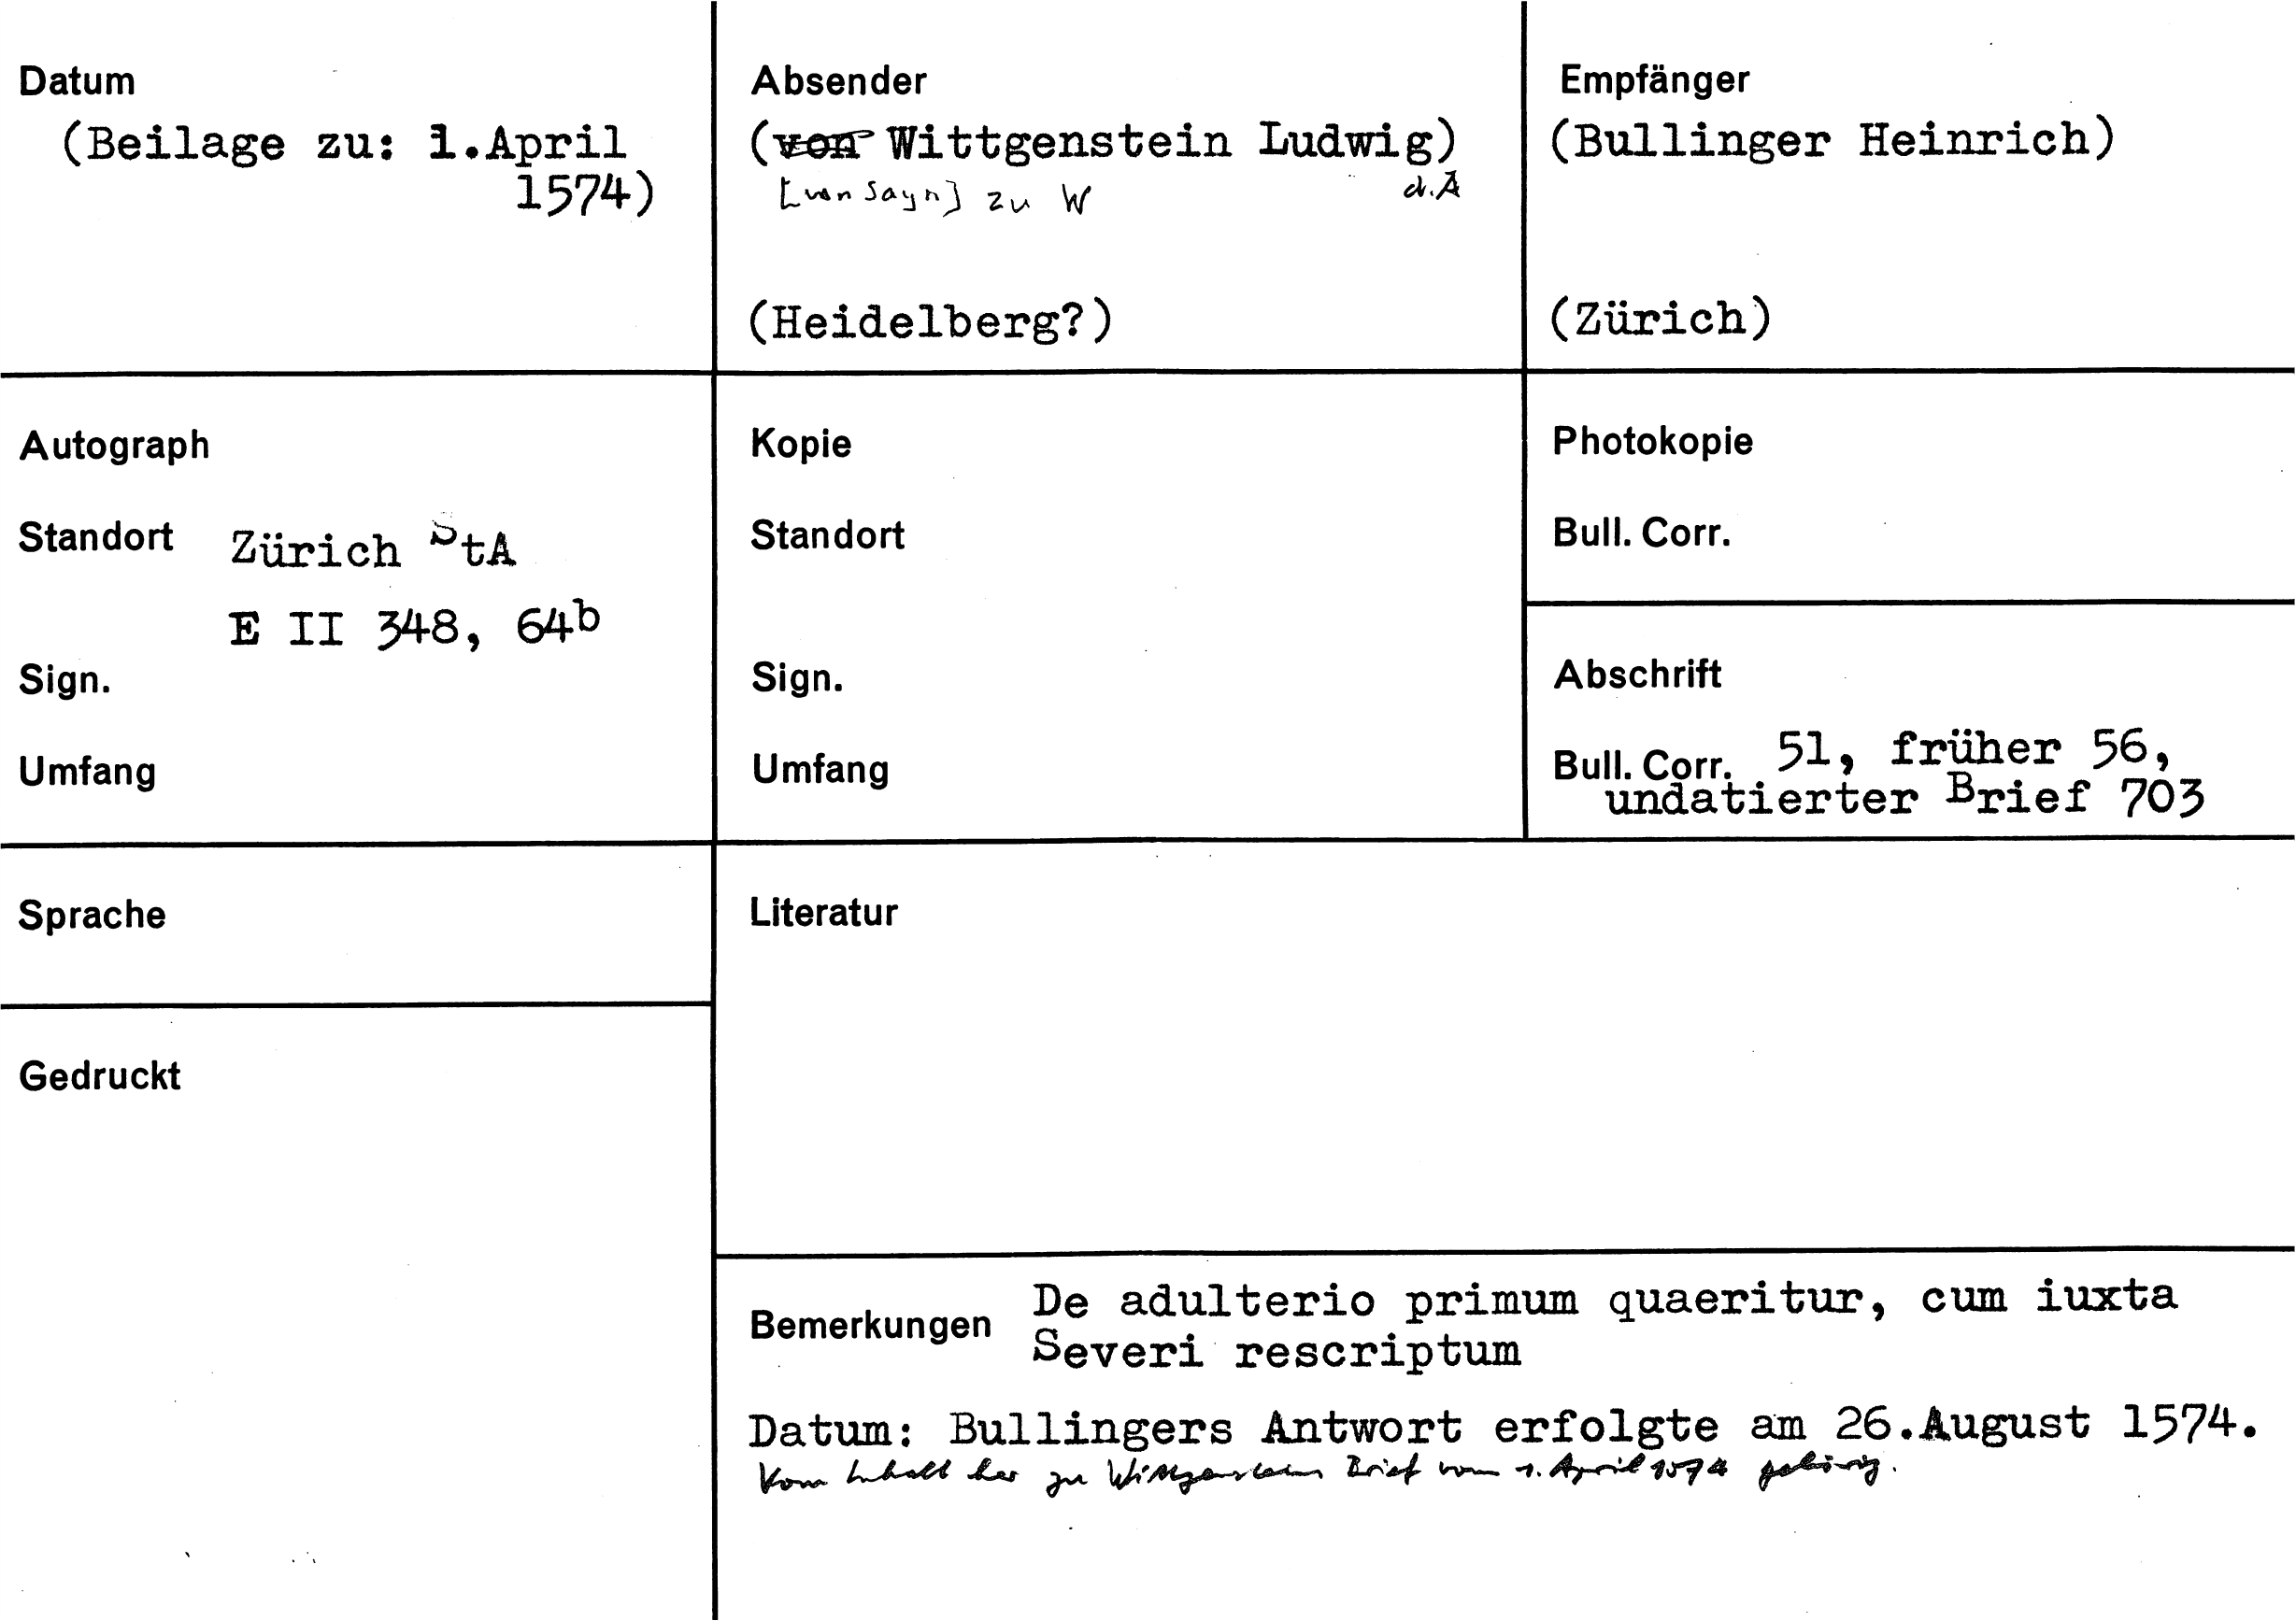 Datum
(Beilage zu: 1.April
1574)
Absender
(von Wittgenstein Ludwig)
[von Sayn] zu W d.Ä
(Heidelberg?)
Empfänger
(Bullinger Heinrich)
(Zürich)
Autograph
Standort Zürich StA
E II 348, 64b
Sign.
Umfang
Kopie
Standort
Sign.
Umfang
Photokopie
Bull. Corr.
Abschrift
Bull. Corr. 51, früher 56,
undatierter Brief 703
Sprache
Gedruckt
Literatur
Bemerkungen De adulterio primum quaeritur, cum iuxta
Severi rescriptum
Datum: Bullingers Antwort erfolgte am 26.August 1574.
Vom Inhalt her zu Wittgensteins Brief vom 1. April 1574 gehörig.